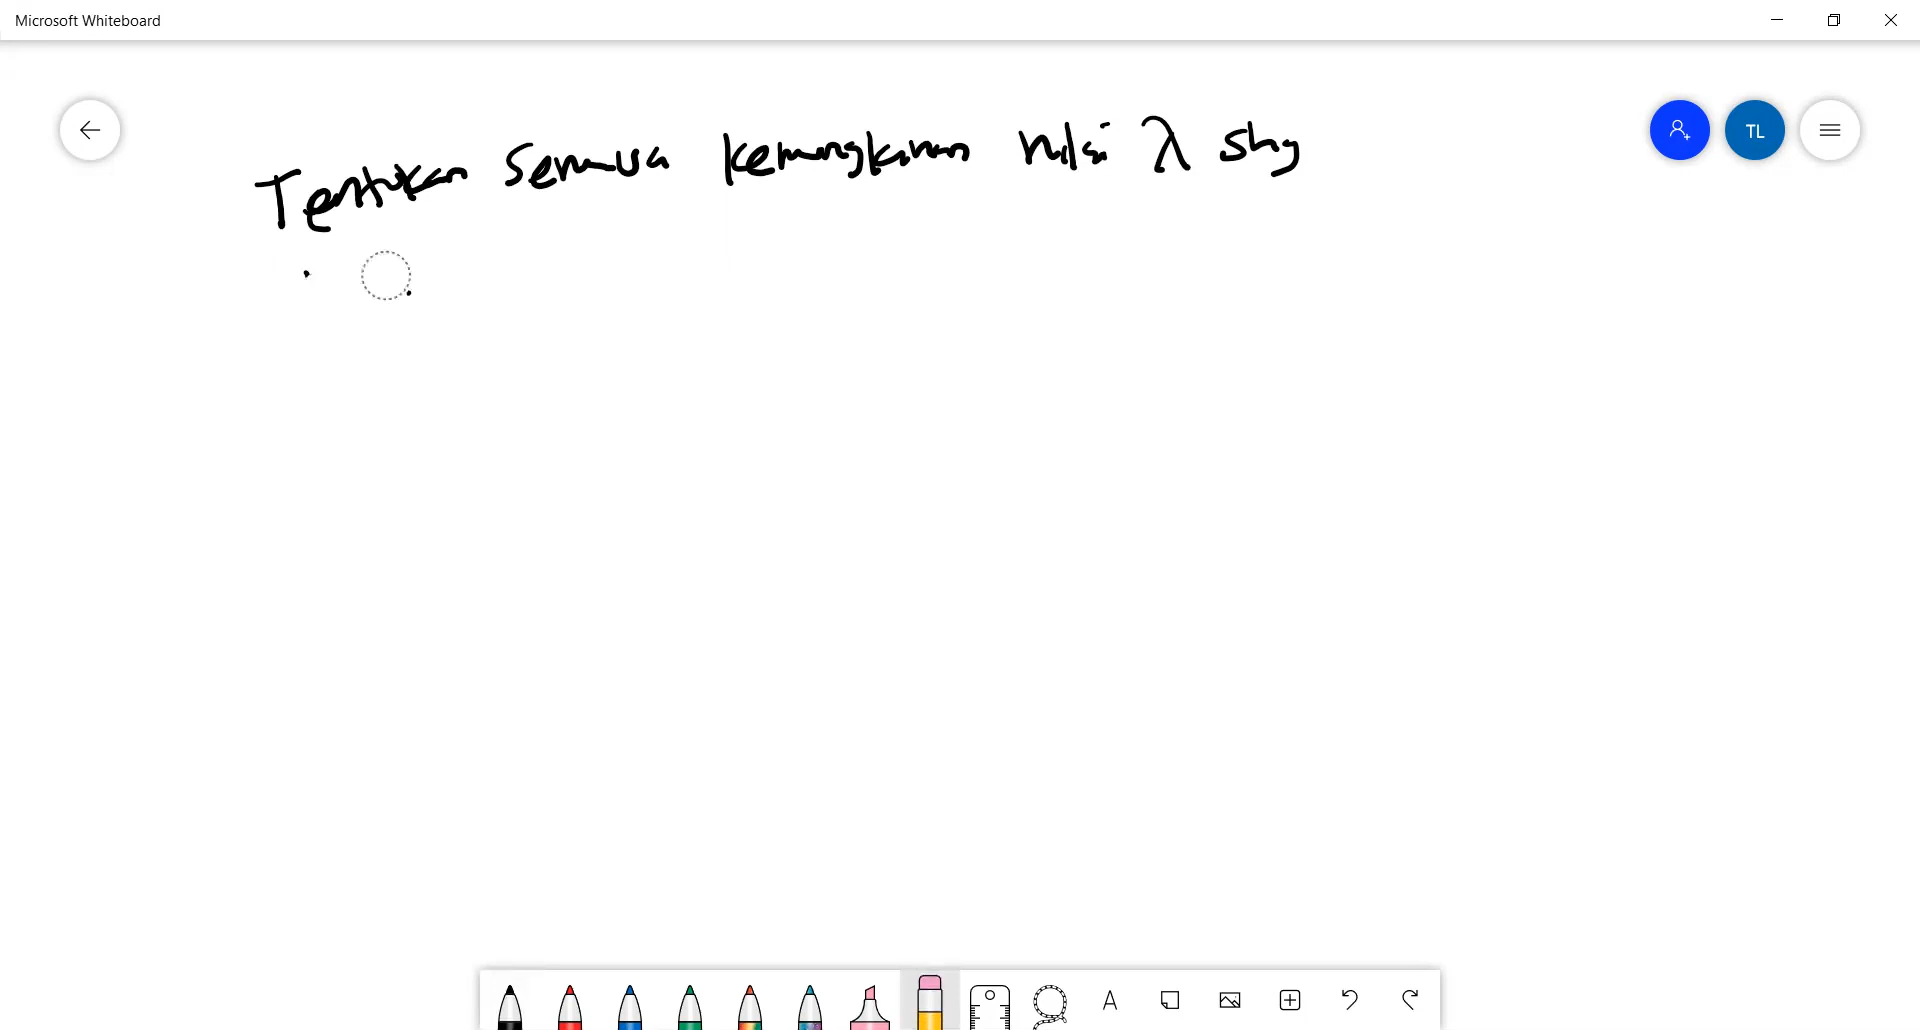 Microsoft Whiteboard
TL
Tentukan semua kemungkinan nilai λ shg
A